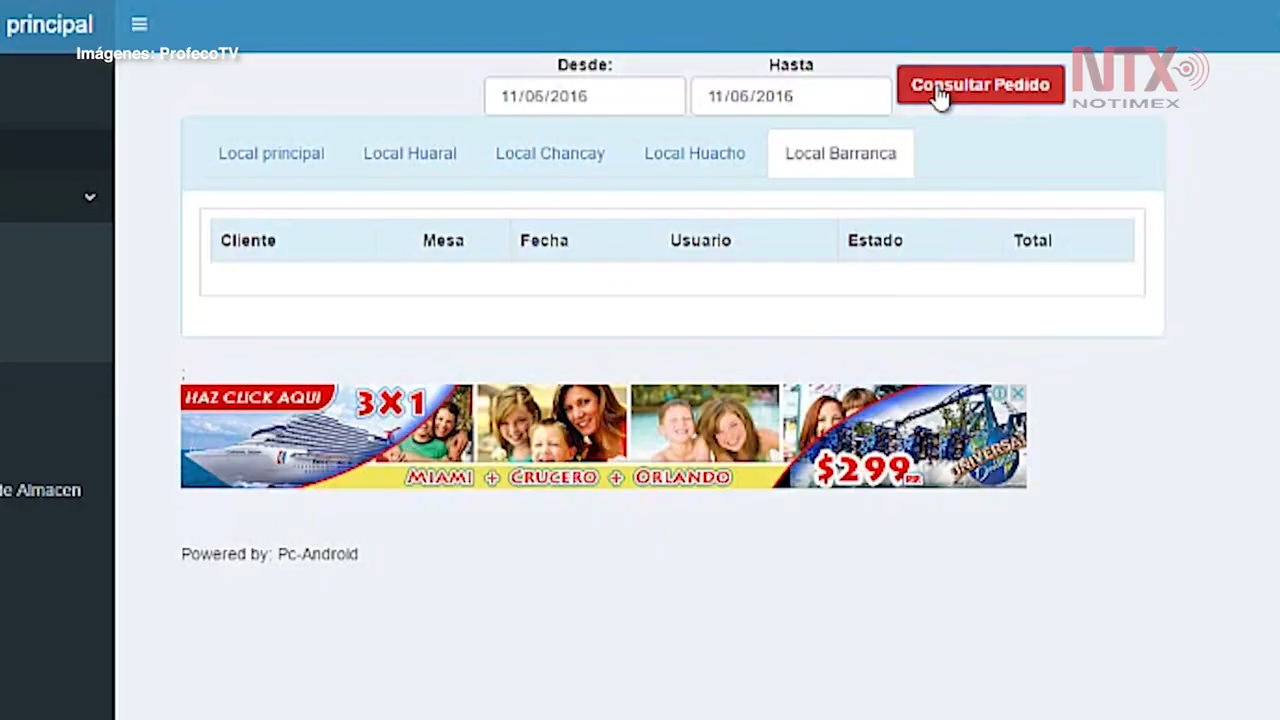 principal
Imágenes: ProfecoTV
Desde:
Hasta
11/06/2016
11/06/2016
Consultar Pedido
NTX
NOTIMEX
Local principal
Local Huaral
Local Chancay
Local Huacho
Local Barranca
Cliente
Mesa
Fecha
Usuario
Estado
Total
;
HAZ CLICK AQUI
3X1
MIAMI + CRUCERO + ORLANDO
$299
UNIVERSAL
de Almacen
Powered by: Pc-Android